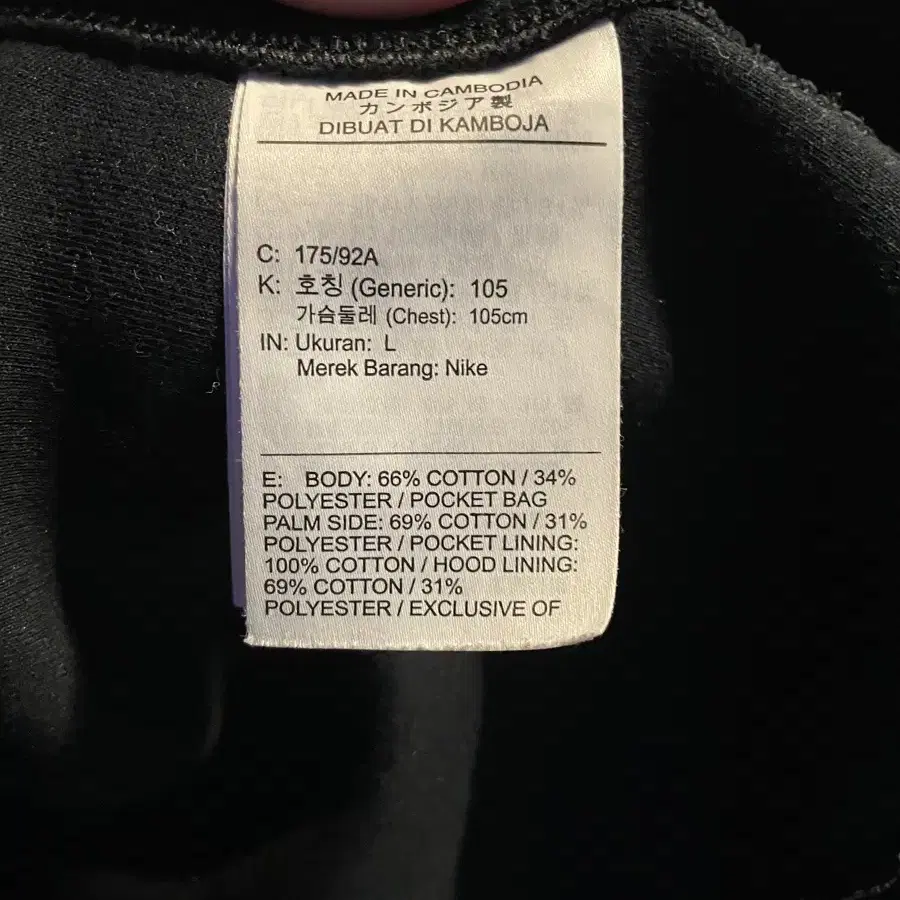 MADE IN CAMBODIA
カンボジア製
DIBUAT DI KAMBOJA
C: 175/92A
K: 호칭 (Generic): 105
가슴둘레 (Chest): 105cm
IN: Ukuran: L
Merek Barang: Nike
E: BODY: 66% COTTON / 34%
POLYESTER / POCKET BAG
PALM SIDE: 69% COTTON / 31%
POLYESTER / POCKET LINING:
100% COTTON / HOOD LINING:
69% COTTON / 31%
POLYESTER / EXCLUSIVE OF